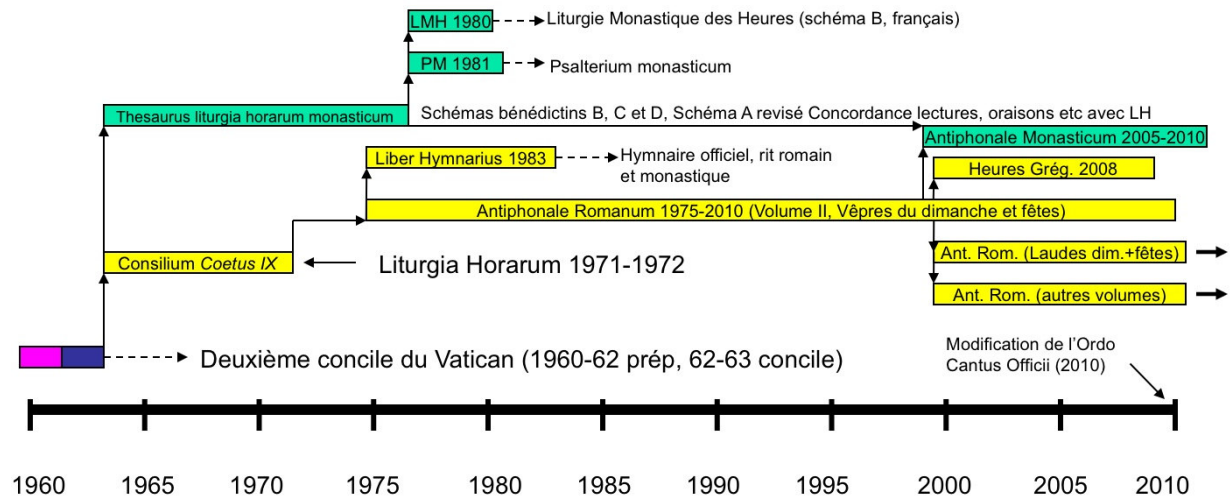 LMH 1980
Liturgie Monastique des Heures (schéma B, français)
PM 1981
Psalterium monasticum
Thesaurus liturgia horarum monasticum
Schémas bénédictins B, C et D, Schéma A revisé Concordance lectures, oraisons etc avec LH
Antiphonale Monasticum 2005-2010
Liber Hymnarius 1983
Hymnaire officiel, rit romain
et monastique
Heures Grég. 2008
Antiphonale Romanum 1975-2010 (Volume II, Vêpres du dimanche et fêtes)
Consilium Coetus IX
Liturgia Horarum 1971-1972
Ant. Rom. (Laudes dim.+fêtes)
Ant. Rom. (autres volumes)
Deuxième concile du Vatican (1960-62 prép, 62-63 concile)
Modification de l'Ordo
Cantus Officii (2010)
1960 1965 1970 1975 1980 1985 1990 1995 2000 2005 2010